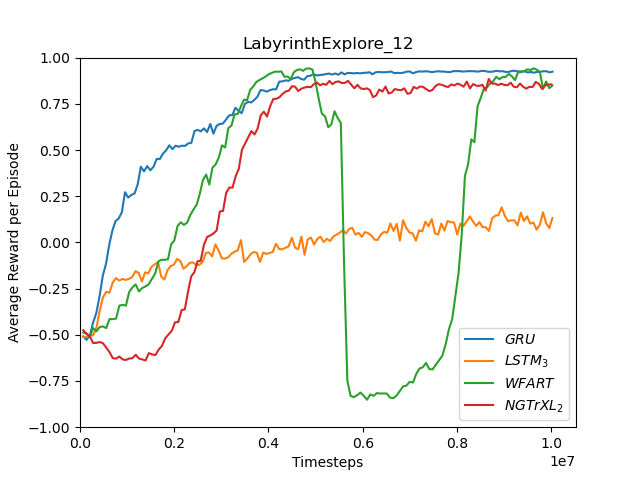 LabyrinthExplore_12
Average Reward per Episode
1.00
0.75
0.50
0.25
0.00
−0.25
−0.50
−0.75
−1.00
0.0 0.2 0.4 0.6 0.8 1.0
1e7
Timesteps
GRU
LSTM₃
WFART
NGTrXL₂